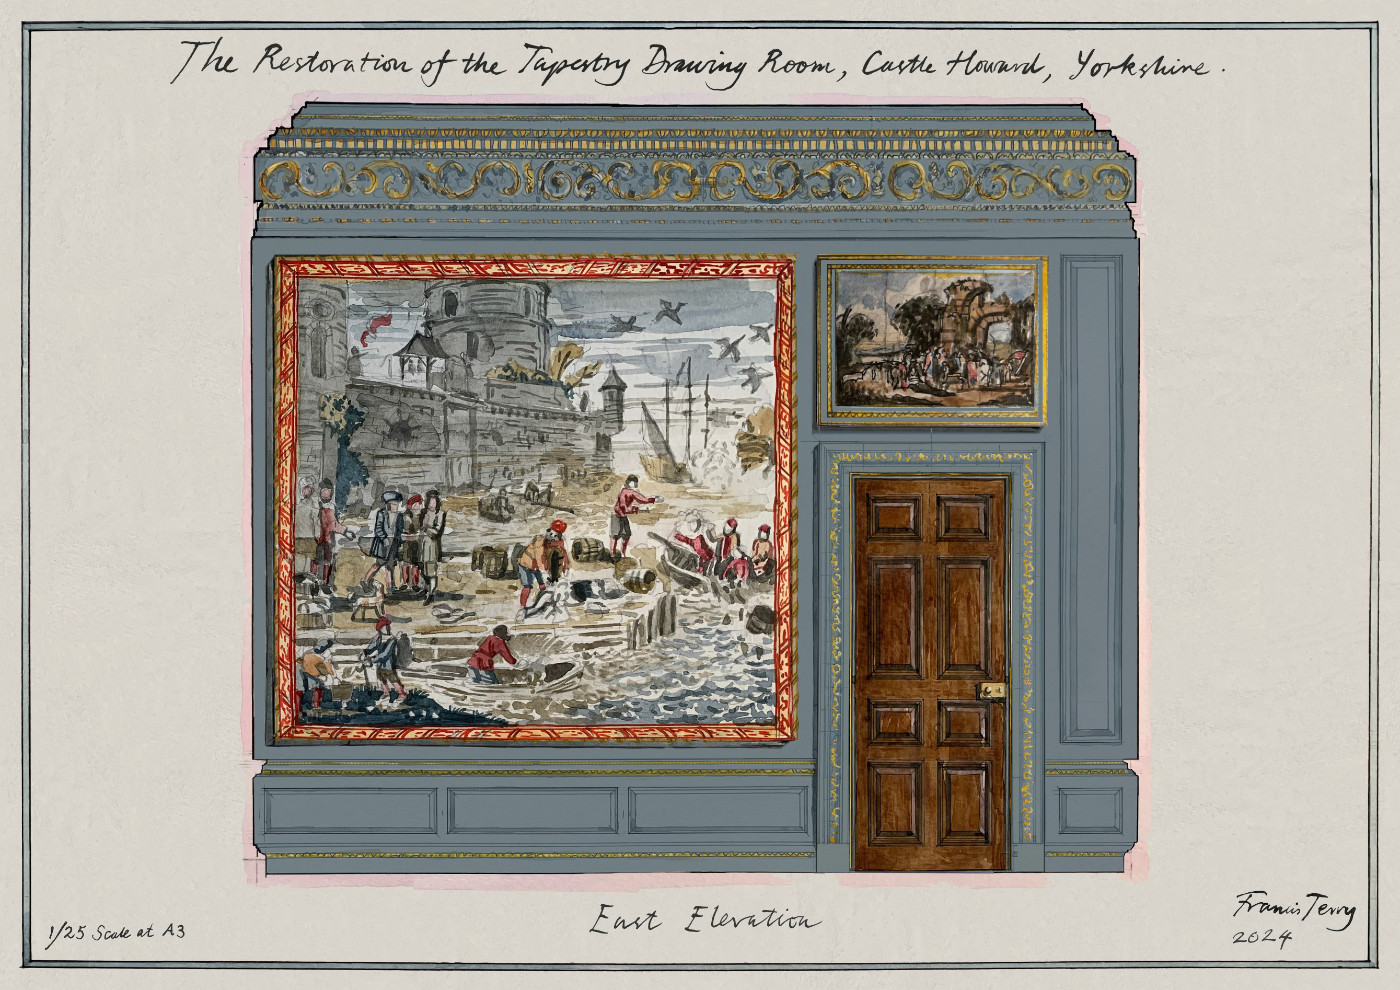 The Restoration of the Tapestry Drawing Room, Castle Howard, Yorkshire.
East Elevation
1/25 Scale at A3
Francis Terry
2024